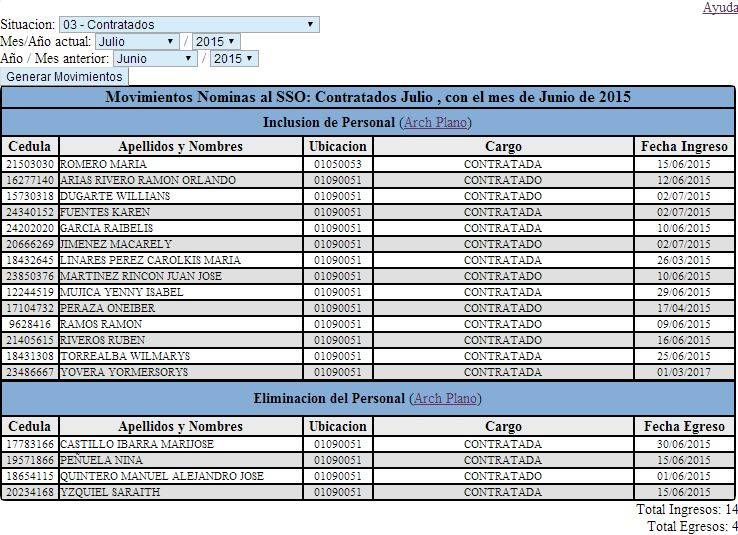 Ayuda
Situacion: 03 - Contratados
Mes/Año actual: Julio / 2015
Año / Mes anterior: Junio / 2015
Generar Movimientos
Movimientos Nominas al SSO: Contratados Julio , con el mes de Junio de 2015
Inclusion de Personal (Arch Plano)
Cedula Apellidos y Nombres Ubicacion Cargo Fecha Ingreso
21503030 ROMERO MARIA 01050053 CONTRATADA 15/06/2015
16277140 ARIAS RIVERO RAMON ORLANDO 01090051 CONTRATADO 12/06/2015
15730318 DUGARTE WILLIANS 01090051 CONTRATADO 02/07/2015
24340152 FUENTES KAREN 01090051 CONTRATADA 02/07/2015
24202020 GARCIA RAIBELIS 01090051 CONTRATADA 10/06/2015
20666269 JIMENEZ MACARELY 01090051 CONTRATADO 02/07/2015
18432645 LINARES PEREZ CAROLKIS MARIA 01090051 CONTRATADA 26/03/2015
23850376 MARTINEZ RINCON JUAN JOSE 01090051 CONTRATADO 10/06/2015
12244519 MUJICA YENNY ISABEL 01090051 CONTRATADA 29/06/2015
17104732 PERAZA ONEIBER 01090051 CONTRATADO 17/04/2015
9628416 RAMOS RAMON 01090051 CONTRATADO 09/06/2015
21405615 RIVEROS RUBEN 01090051 CONTRATADO 16/06/2015
18431308 TORREALBA WILMARYS 01090051 CONTRATADA 25/06/2015
23486667 YOVERA YORMERSORYS 01090051 CONTRATADA 01/03/2017
Eliminacion del Personal (Arch Plano)
Cedula Apellidos y Nombres Ubicacion Cargo Fecha Egreso
17783166 CASTILLO IBARRA MARIJOSE 01090051 CONTRATADA 30/06/2015
19571866 PEÑUELA NINA 01090051 CONTRATADA 15/06/2015
18654115 QUINTERO MANUEL ALEJANDRO JOSE 01090051 CONTRATADA 01/06/2015
20234168 YZQUIEL SARAITH 01090051 CONTRATADA 15/06/2015
Total Ingresos: 14
Total Egresos: 4